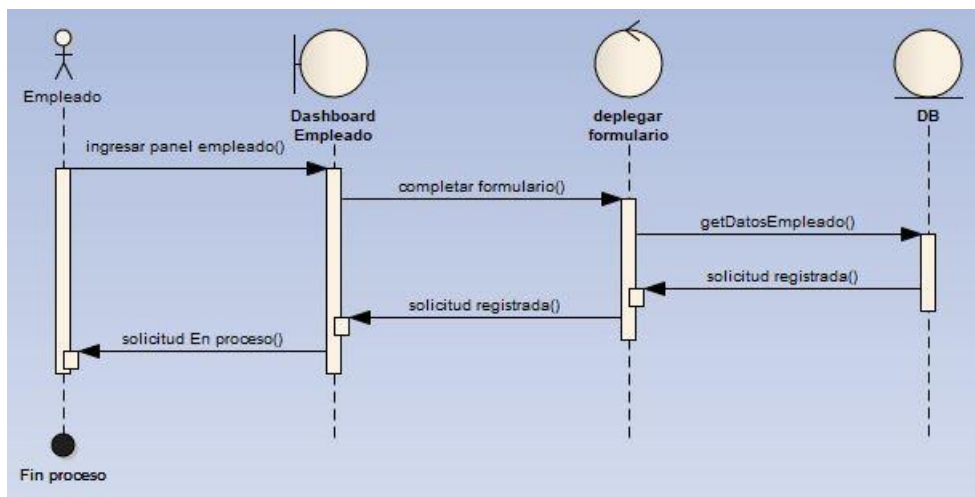 Empleado
Dashboard
Empleado
deplegar
formulario
DB
ingresar panel empleado()
completar formulario()
getDatosEmpleado()
solicitud registrada()
solicitud registrada()
solicitud En proceso()
Fin proceso